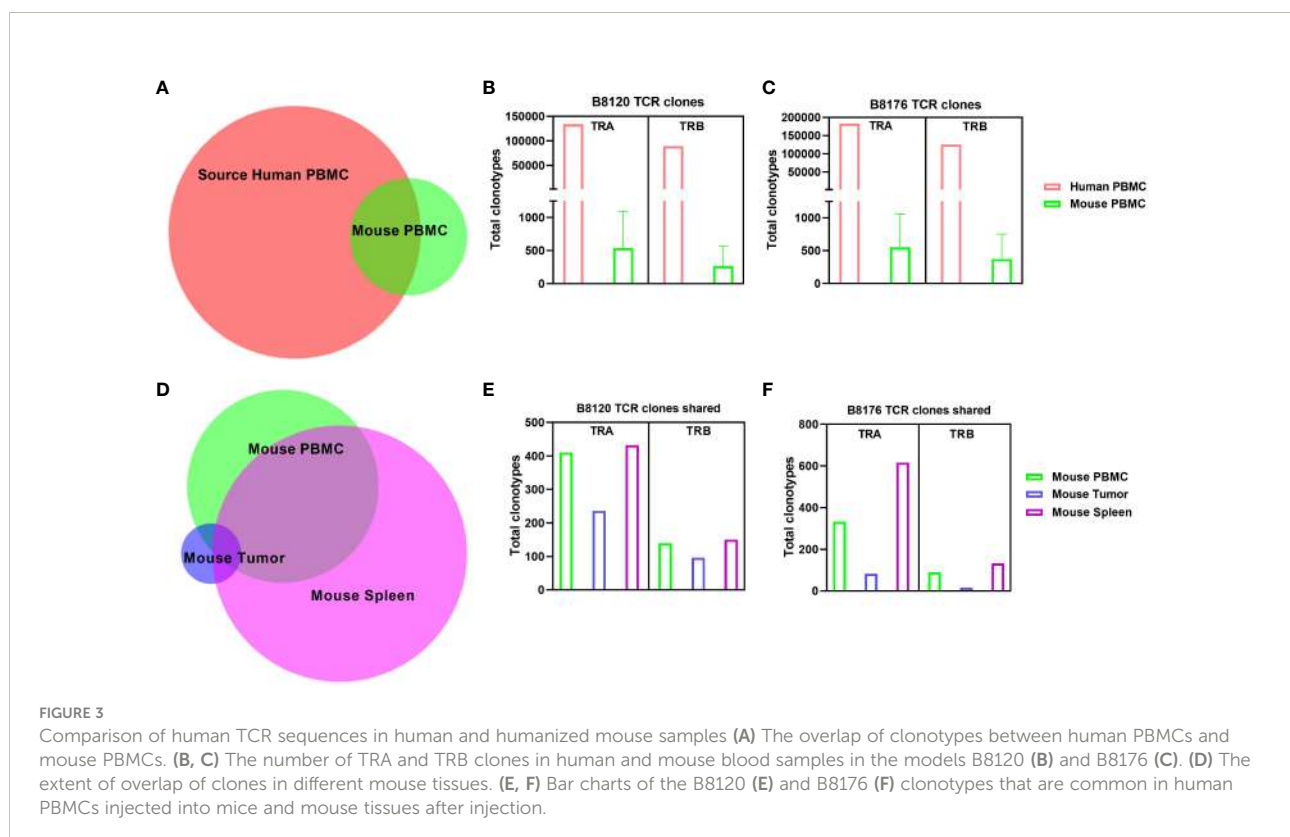 A
Source Human PBMC
Mouse PBMC
B
B8120 TCR clones
TRA
TRB
150000
100000
50000
1000
500
0
Total clonotypes
C
B8176 TCR clones
TRA
TRB
200000
150000
100000
50000
1000
500
0
Total clonotypes
Human PBMC
Mouse PBMC
D
Mouse PBMC
Mouse Tumor
Mouse Spleen
E
B8120 TCR clones shared
TRA
TRB
500
400
300
200
100
0
Total clonotypes
F
B8176 TCR clones shared
TRA
TRB
800
600
400
200
0
Total clonotypes
Mouse PBMC
Mouse Tumor
Mouse Spleen
FIGURE 3
Comparison of human TCR sequences in human and humanized mouse samples (A) The overlap of clonotypes between human PBMCs and
mouse PBMCs. (B, C) The number of TRA and TRB clones in human and mouse blood samples in the models B8120 (B) and B8176 (C). (D) The
extent of overlap of clones in different mouse tissues. (E, F) Bar charts of the B8120 (E) and B8176 (F) clonotypes that are common in human
PBMCs injected into mice and mouse tissues after injection.